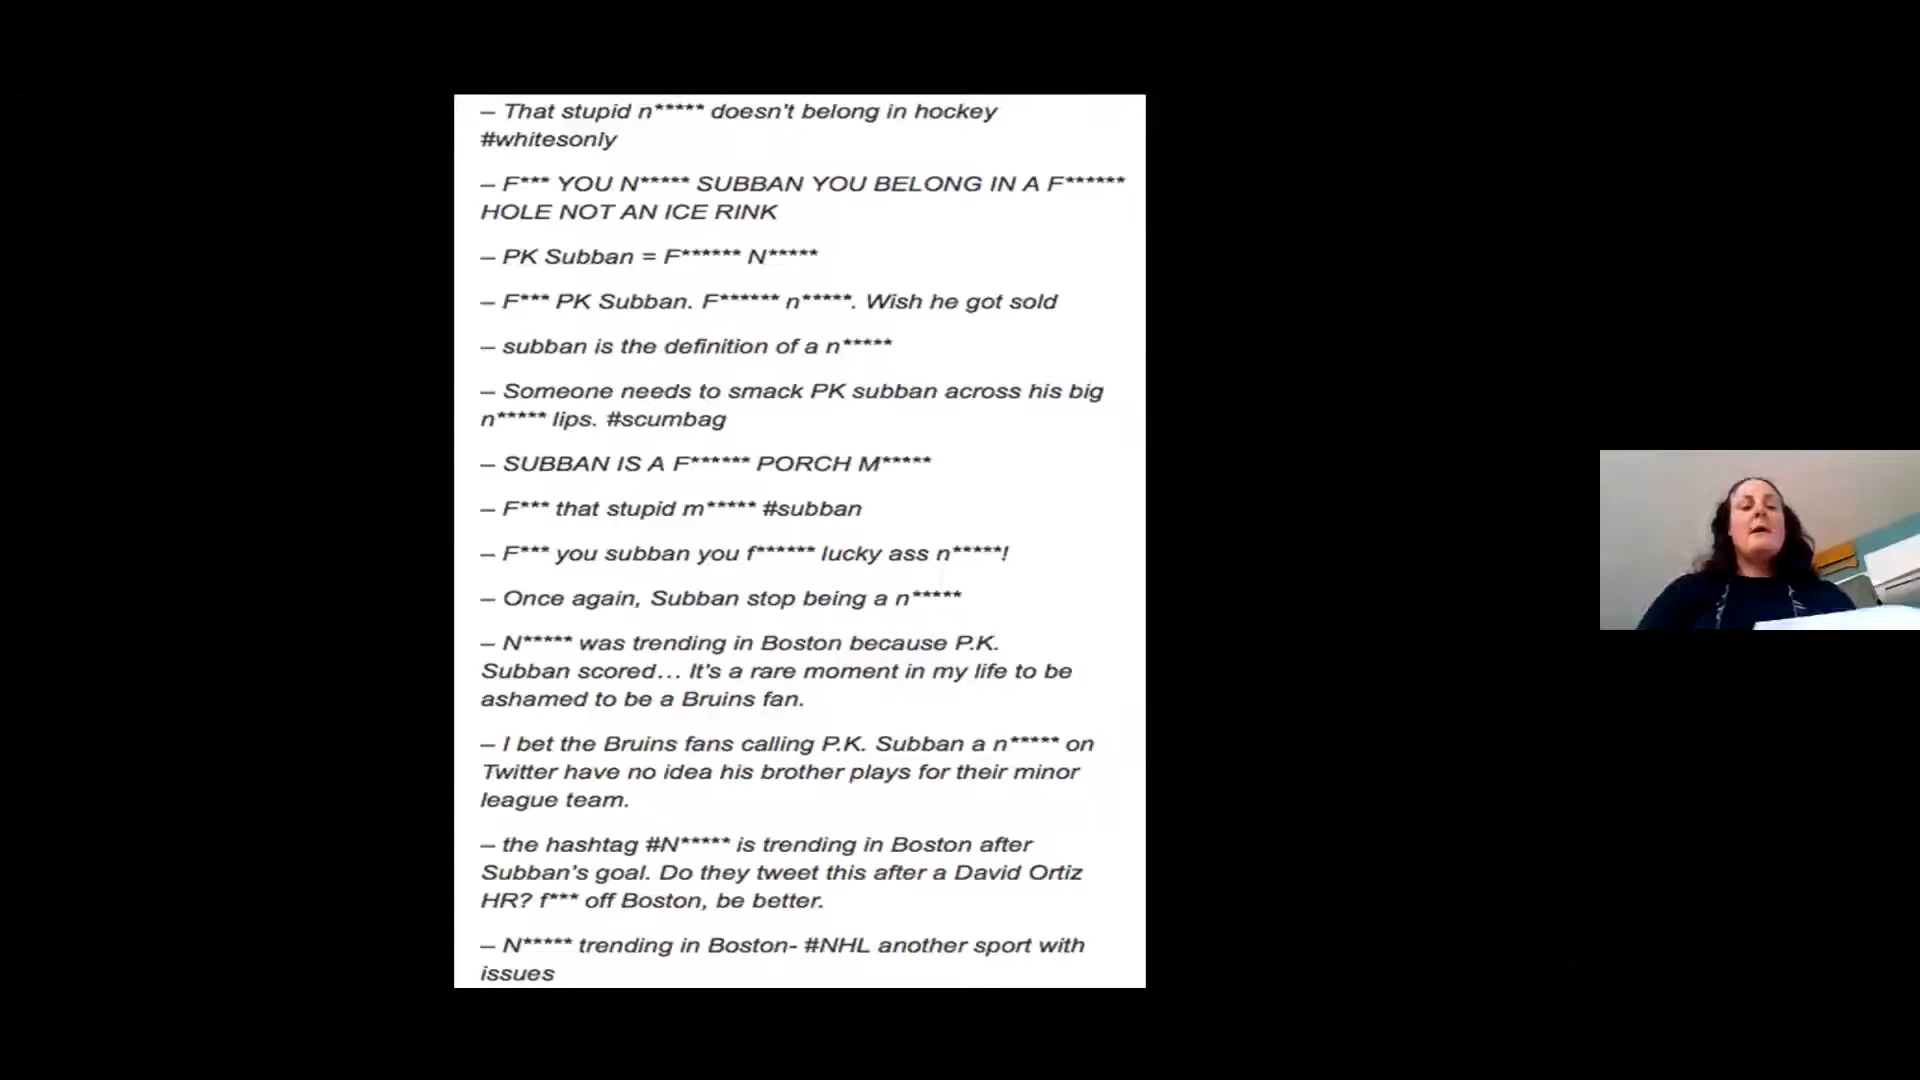 – That stupid n***** doesn't belong in hockey
#whitesonly
– F*** YOU N***** SUBBAN YOU BELONG IN A F******
HOLE NOT AN ICE RINK
– PK Subban = F****** N*****
– F*** PK Subban. F****** n*****. Wish he got sold
– subban is the definition of a n*****
– Someone needs to smack PK subban across his big
n***** lips. #scumbag
– SUBBAN IS A F****** PORCH M*****
– F*** that stupid m***** #subban
– F*** you subban you f****** lucky ass n*****!
– Once again, Subban stop being a n*****
– N***** was trending in Boston because P.K.
Subban scored… It's a rare moment in my life to be
ashamed to be a Bruins fan.
– I bet the Bruins fans calling P.K. Subban a n***** on
Twitter have no idea his brother plays for their minor
league team.
– the hashtag #N***** is trending in Boston after
Subban's goal. Do they tweet this after a David Ortiz
HR? f*** off Boston, be better.
– N***** trending in Boston- #NHL another sport with
issues